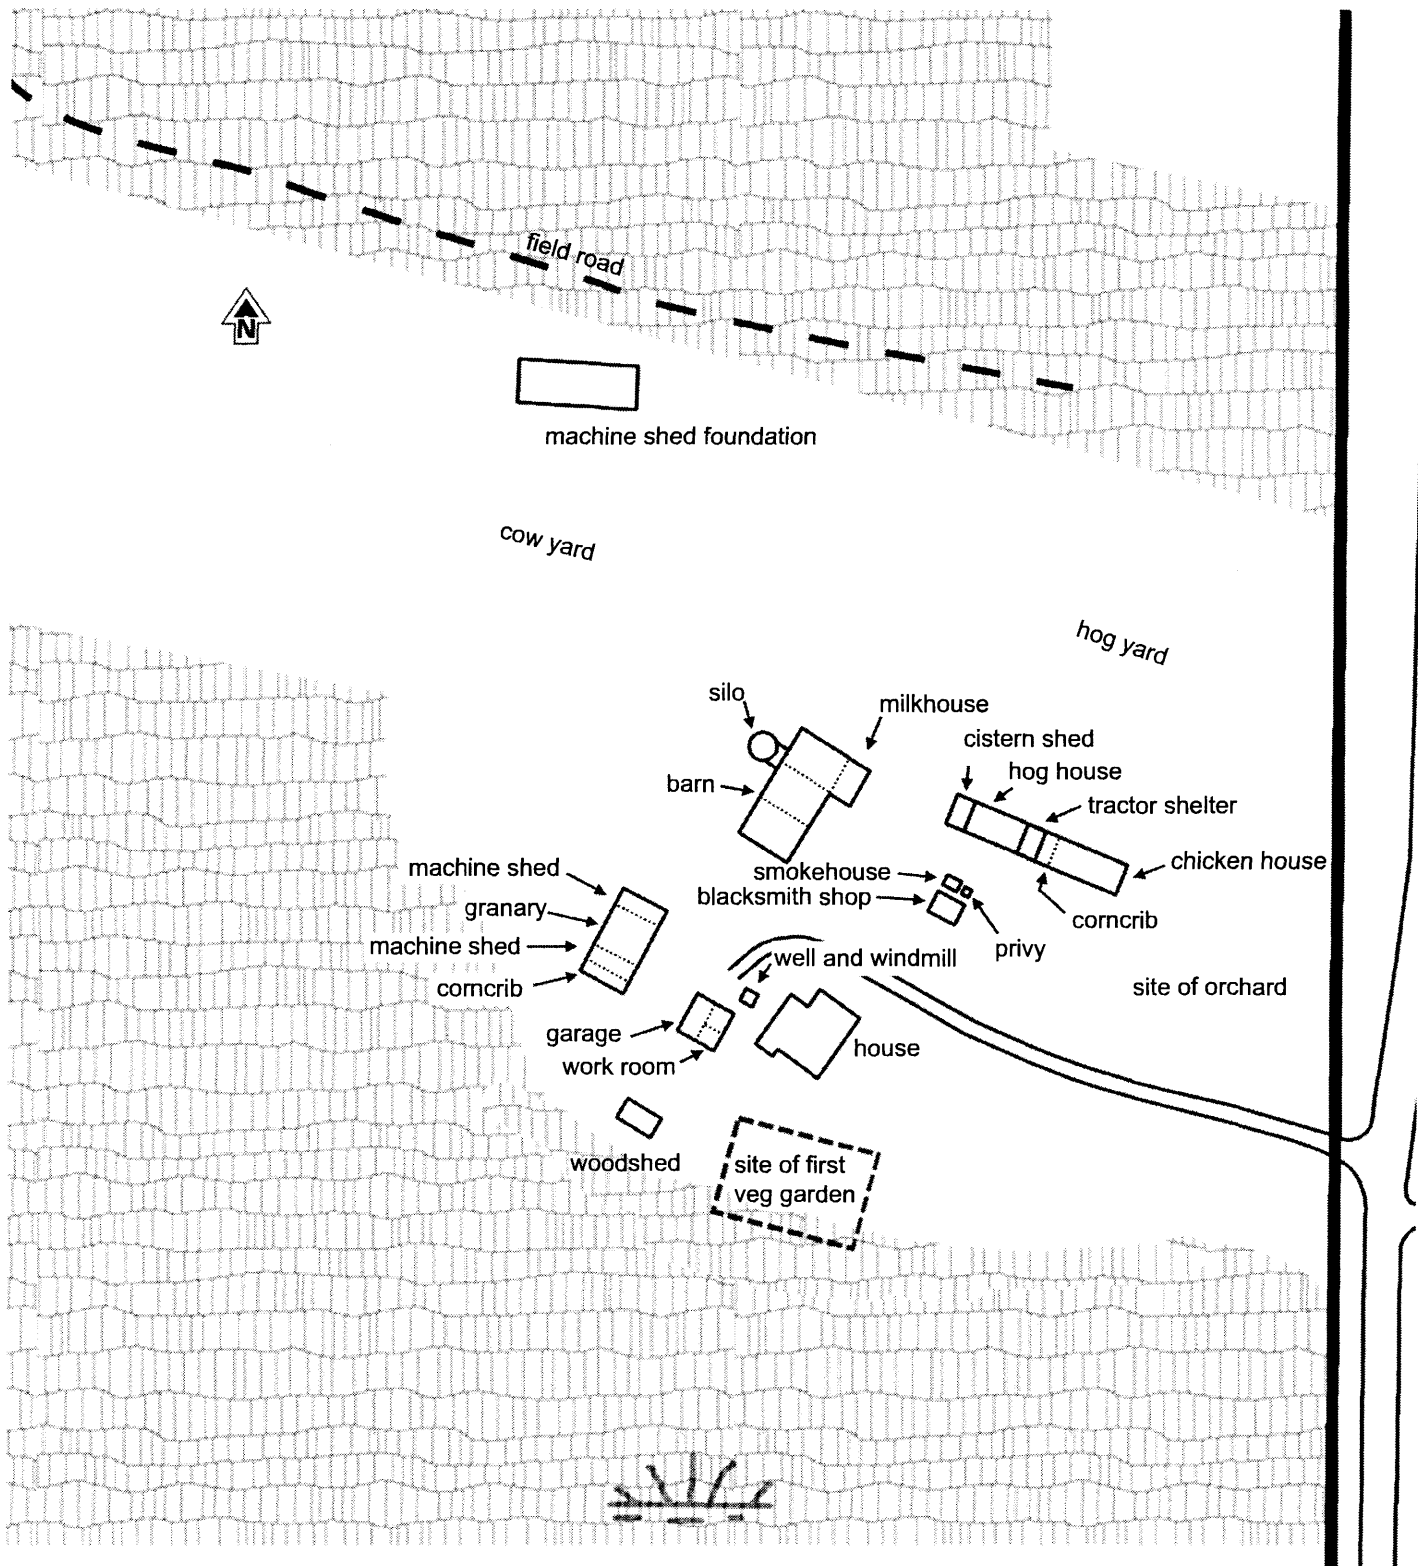 field road
N
machine shed foundation
cow yard
hog yard
silo
milkhouse
cistern shed
hog house
barn
tractor shelter
chicken house
machine shed
smokehouse
blacksmith shop
granary
corncrib
machine shed
privy
well and windmill
corncrib
site of orchard
garage
house
work room
woodshed
site of first
veg garden